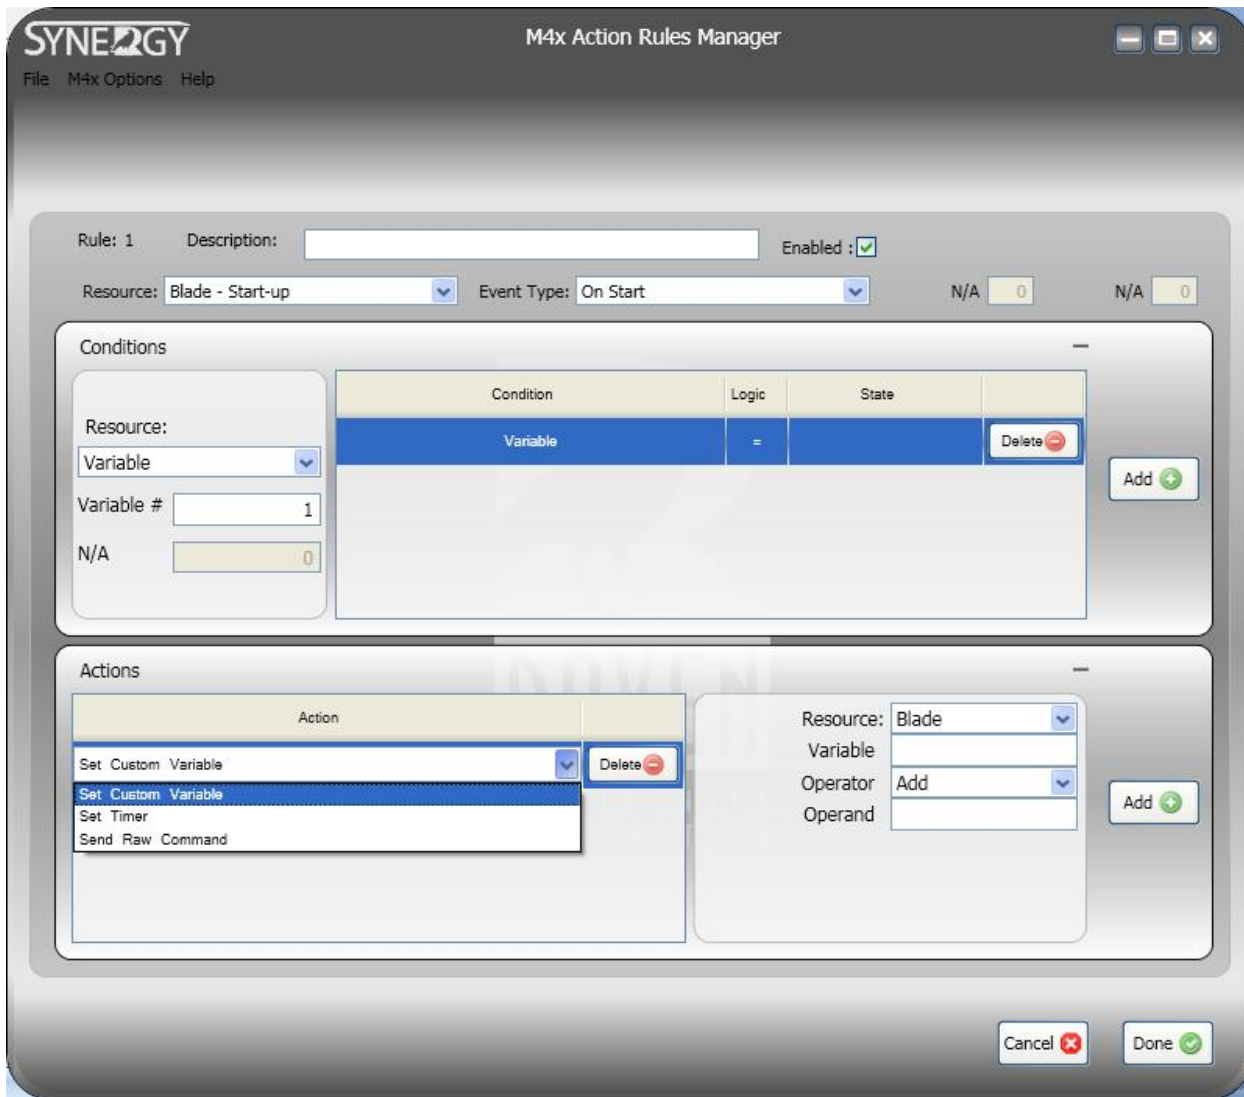 SYNERGY
M4x Action Rules Manager
File M4x Options Help
Rule: 1 Description: Enabled :
Resource: Blade - Start-up Event Type: On Start N/A 0 N/A 0
Conditions
Condition Logic State
Resource:
Variable = Delete
Variable
Add
Variable # 1
N/A 0
DOVEN
Actions
Action
Resource: Blade
Set Custom Variable Delete
Variable
Set Custom Variable
Operator Add
Set Timer
Add
Operand
Send Raw Command
Cancel Done